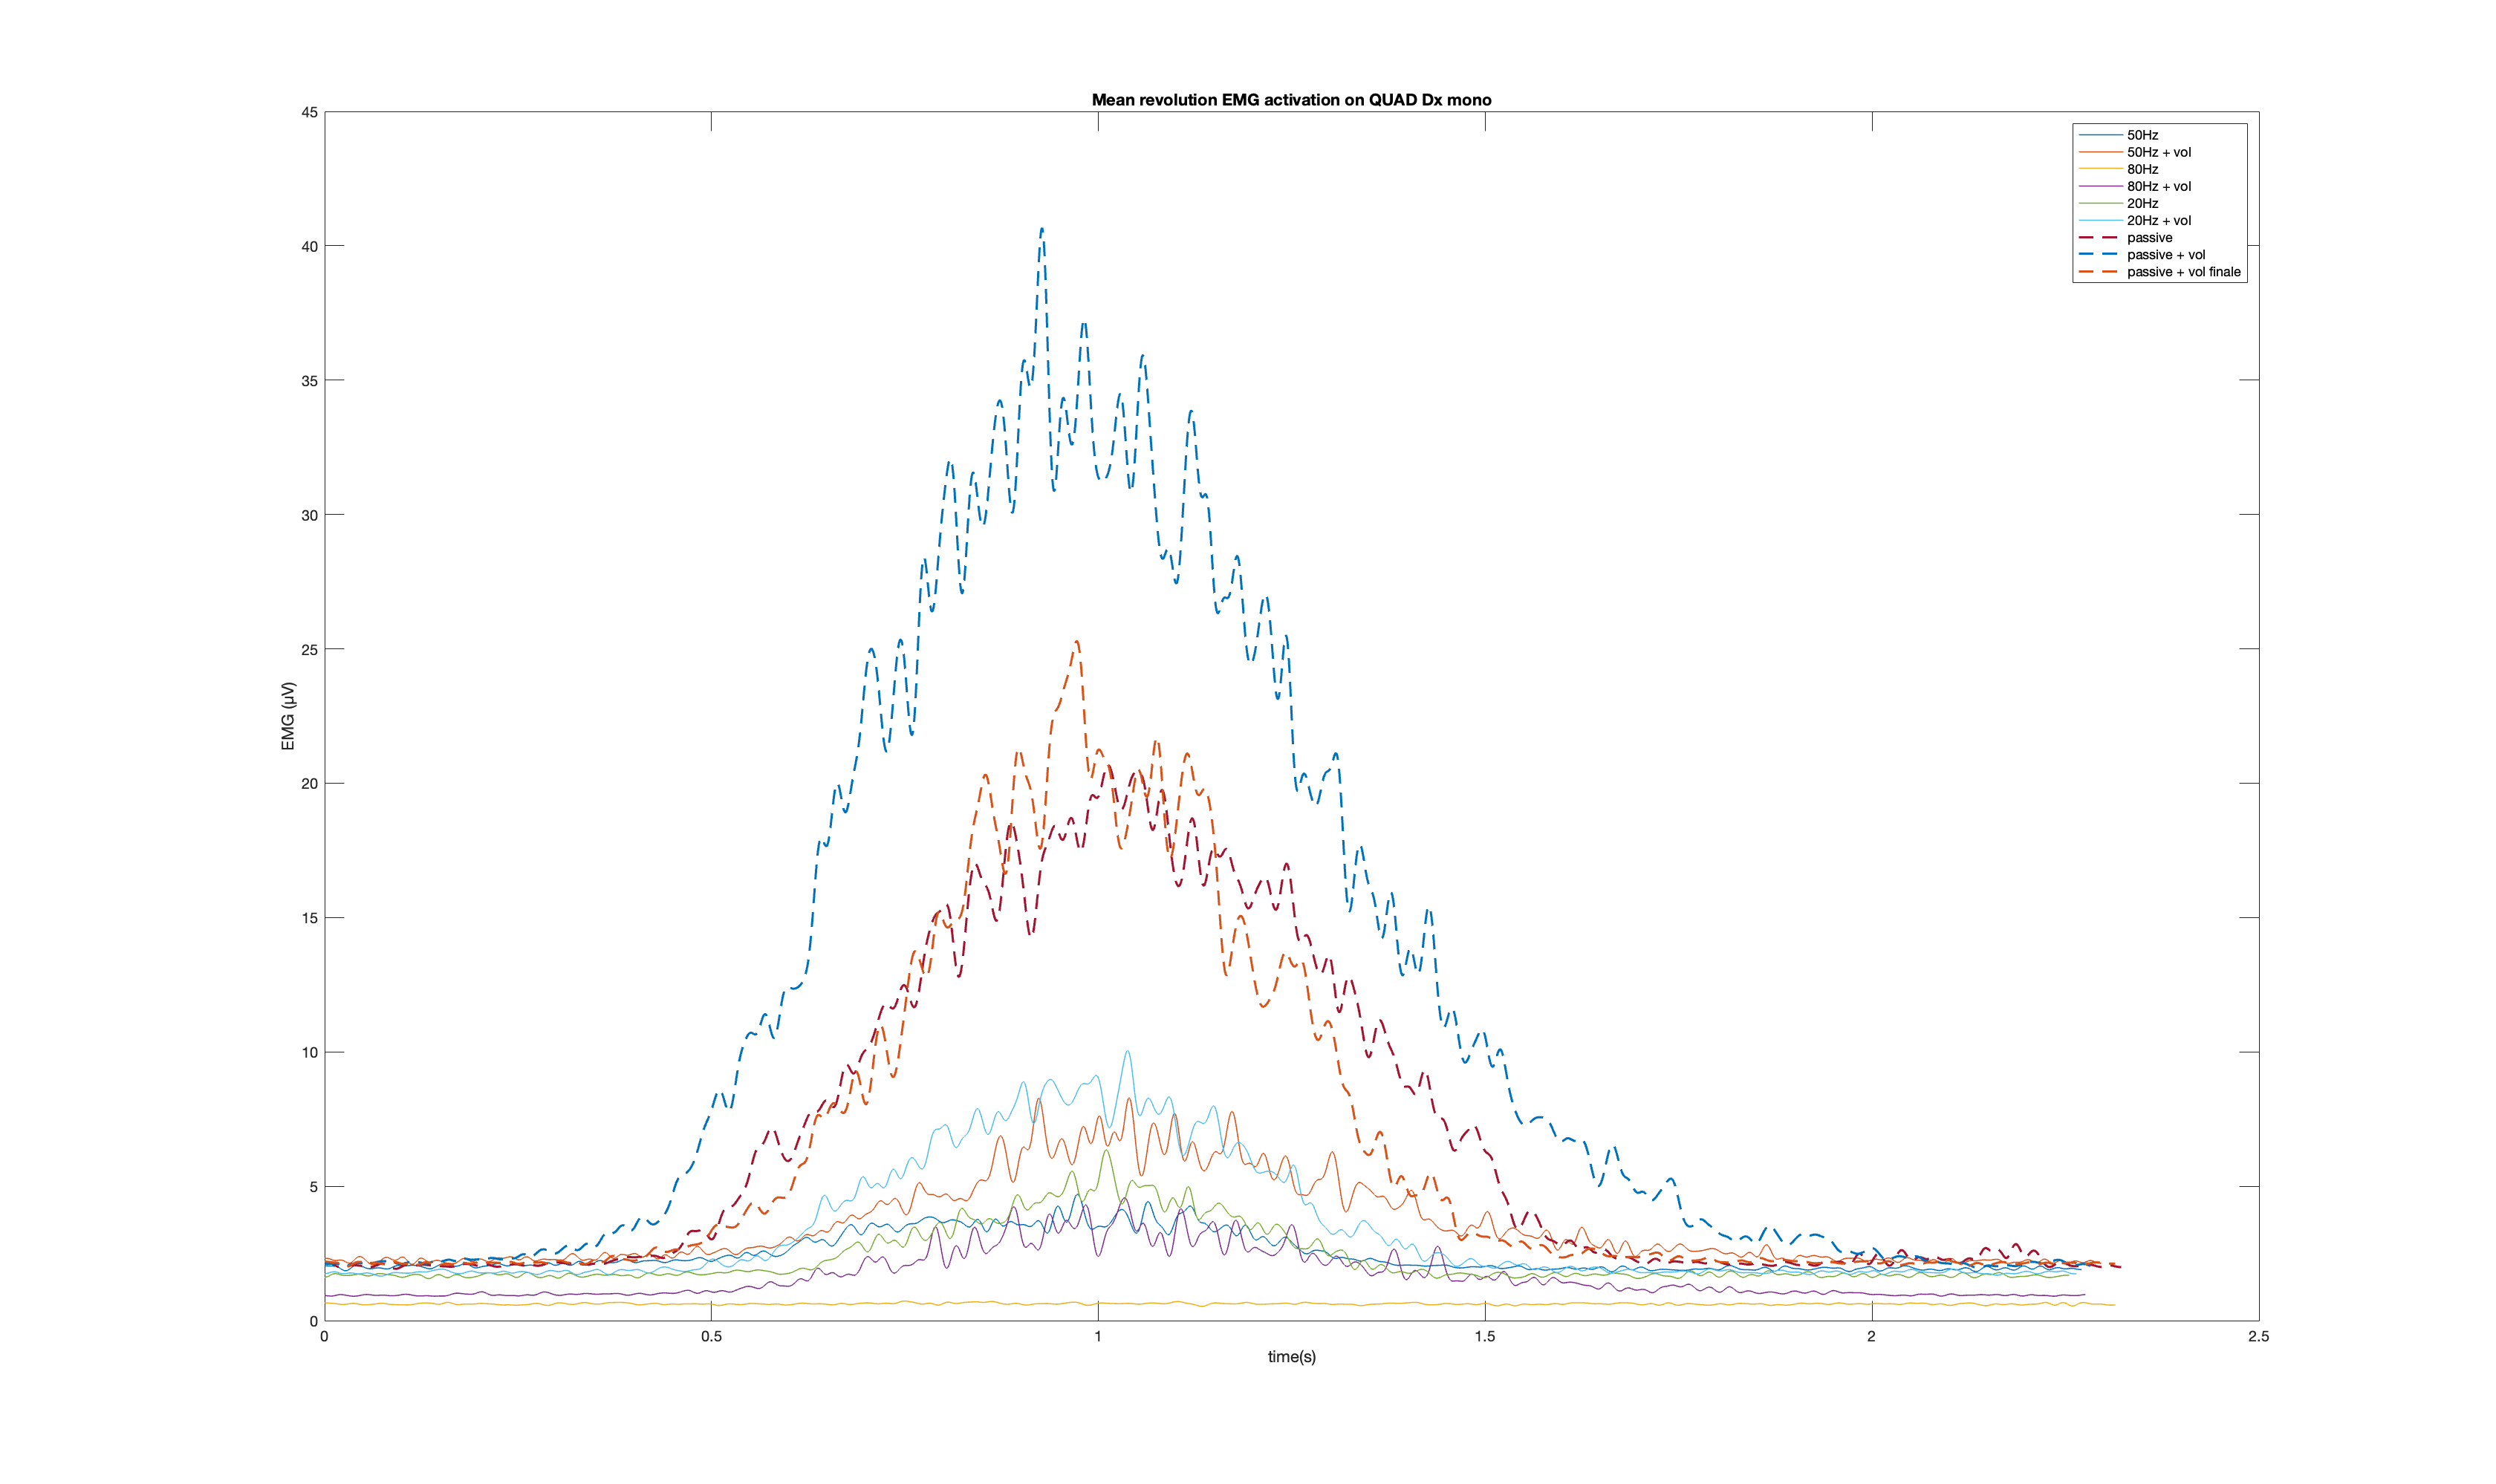 Mean revolution EMG activation on QUAD Dx mono
45
40
35
30
25
20
15
10
5
0
EMG (µV)
50Hz
50Hz + vol
80Hz
80Hz + vol
20Hz
20Hz + vol
passive
passive + vol
passive + vol finale
0 0.5 1 1.5 2 2.5
time(s)